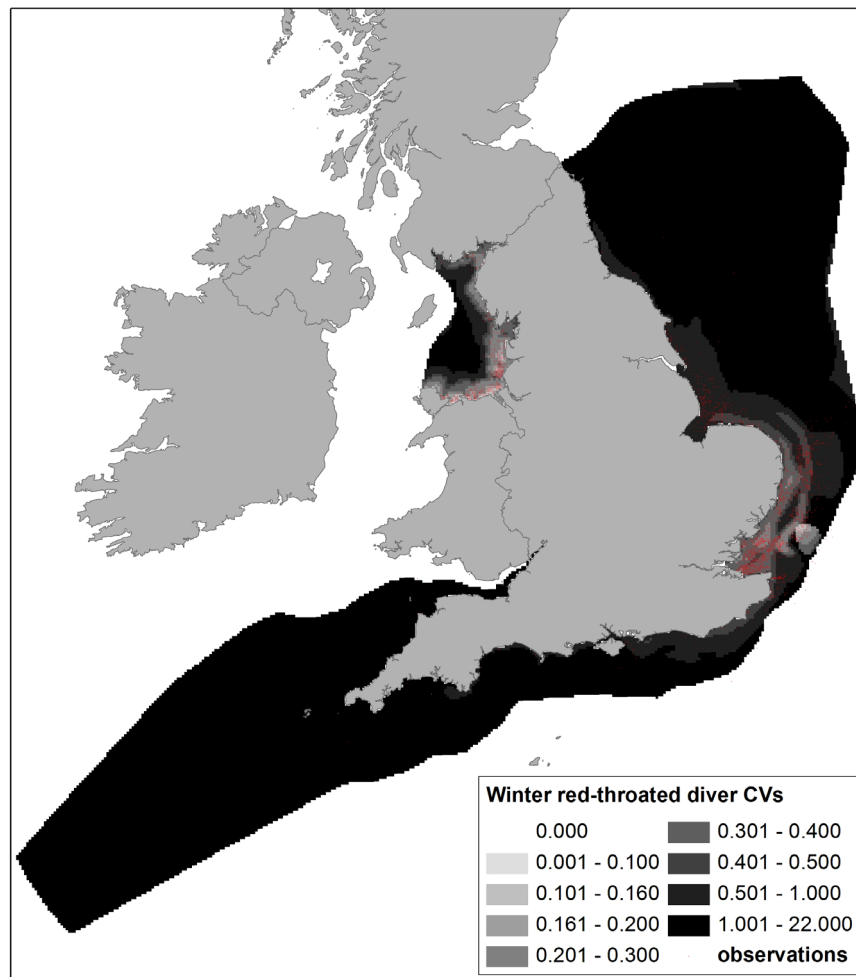 Winter red-throated diver CVs
0.000
0.001 - 0.100
0.101 - 0.160
0.161 - 0.200
0.201 - 0.300
0.301 - 0.400
0.401 - 0.500
0.501 - 1.000
1.001 - 22.000
observations